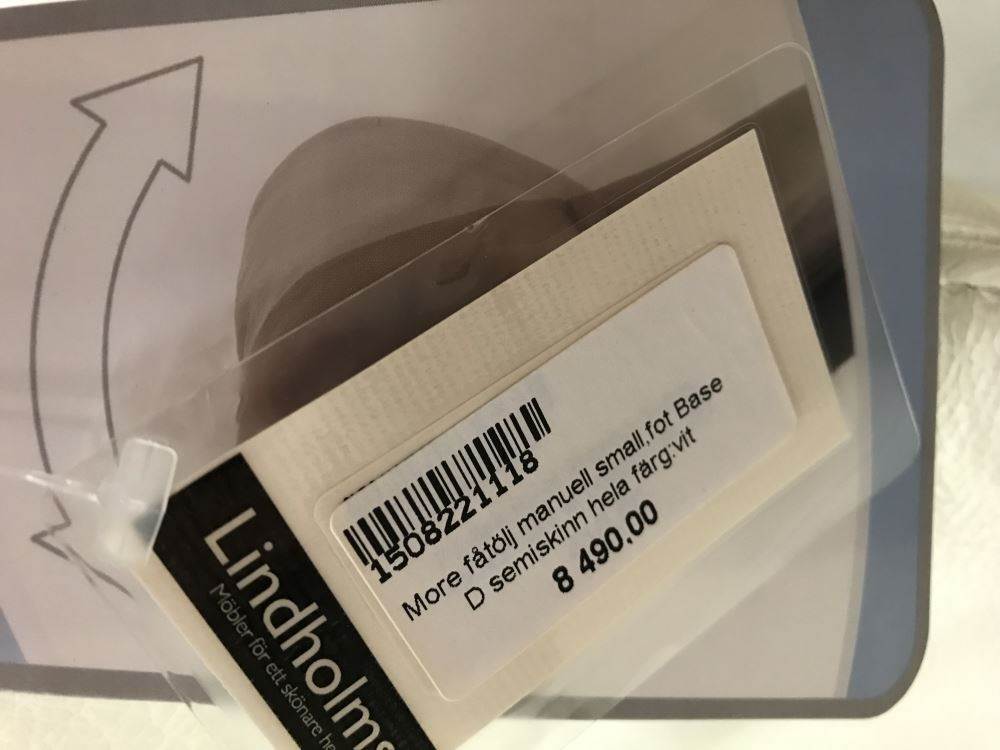 1508221118
More fåtölj manuell small,fot Base
D semiskinn hela färg:vit
8 490.00
Lindholms
Möbler för ett skönare